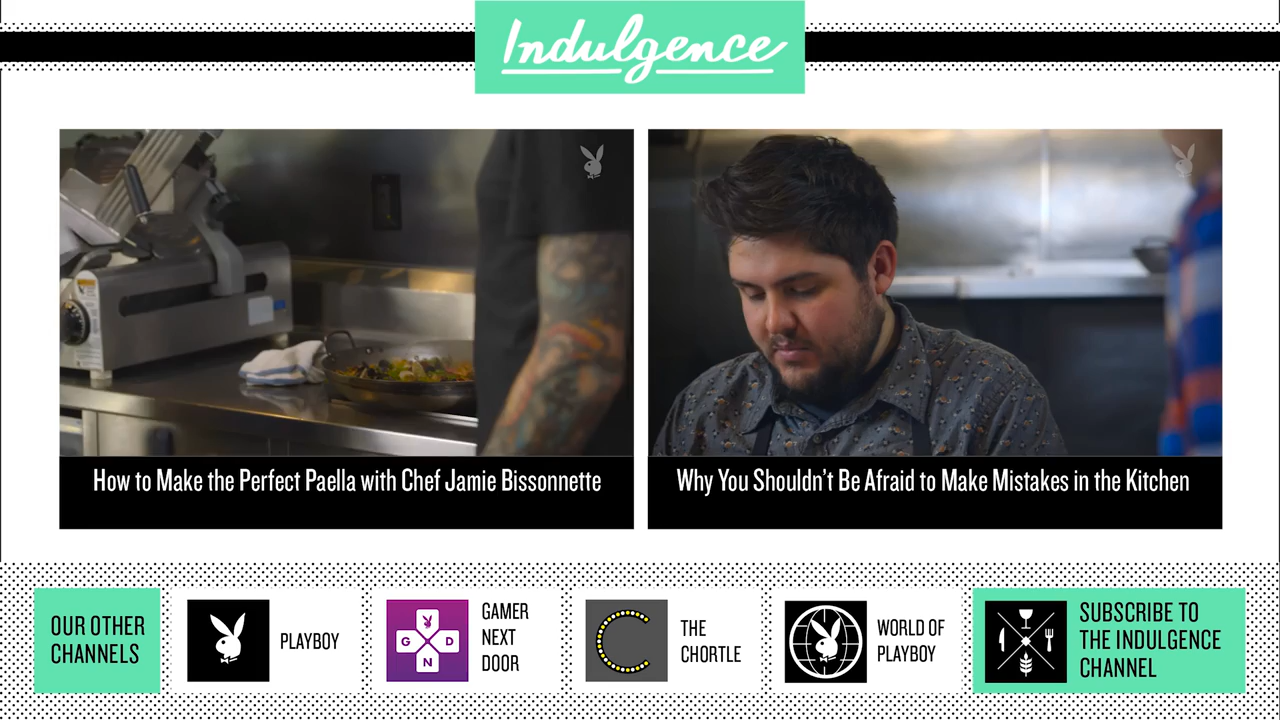 Indulgence
How to Make the Perfect Paella with Chef Jamie Bissonnette
Why You Shouldn't Be Afraid to Make Mistakes in the Kitchen
OUR OTHER
CHANNELS
PLAYBOY
G
D
N
GAMER
NEXT
DOOR
C
THE
CHORTLE
WORLD OF
PLAYBOY
SUBSCRIBE TO
THE INDULGENCE
CHANNEL